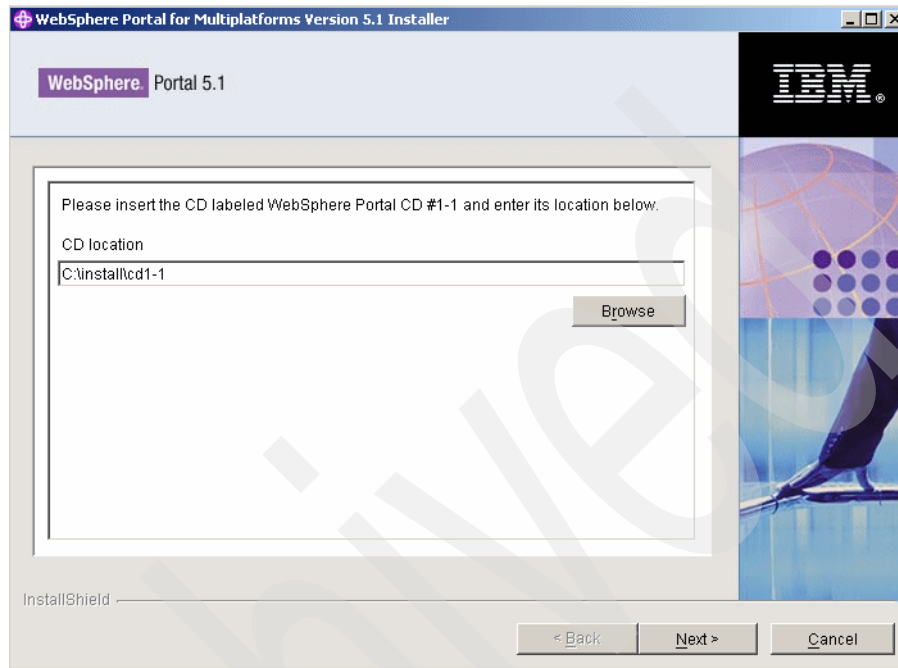 WebSphere Portal for Multiplatforms Version 5.1 Installer
WebSphere. Portal 5.1
IBM®
Please insert the CD labeled WebSphere Portal CD #1-1 and enter its location below.
CD location
C:\install\cd1-1
Browse
InstallShield
< Back Next > Cancel